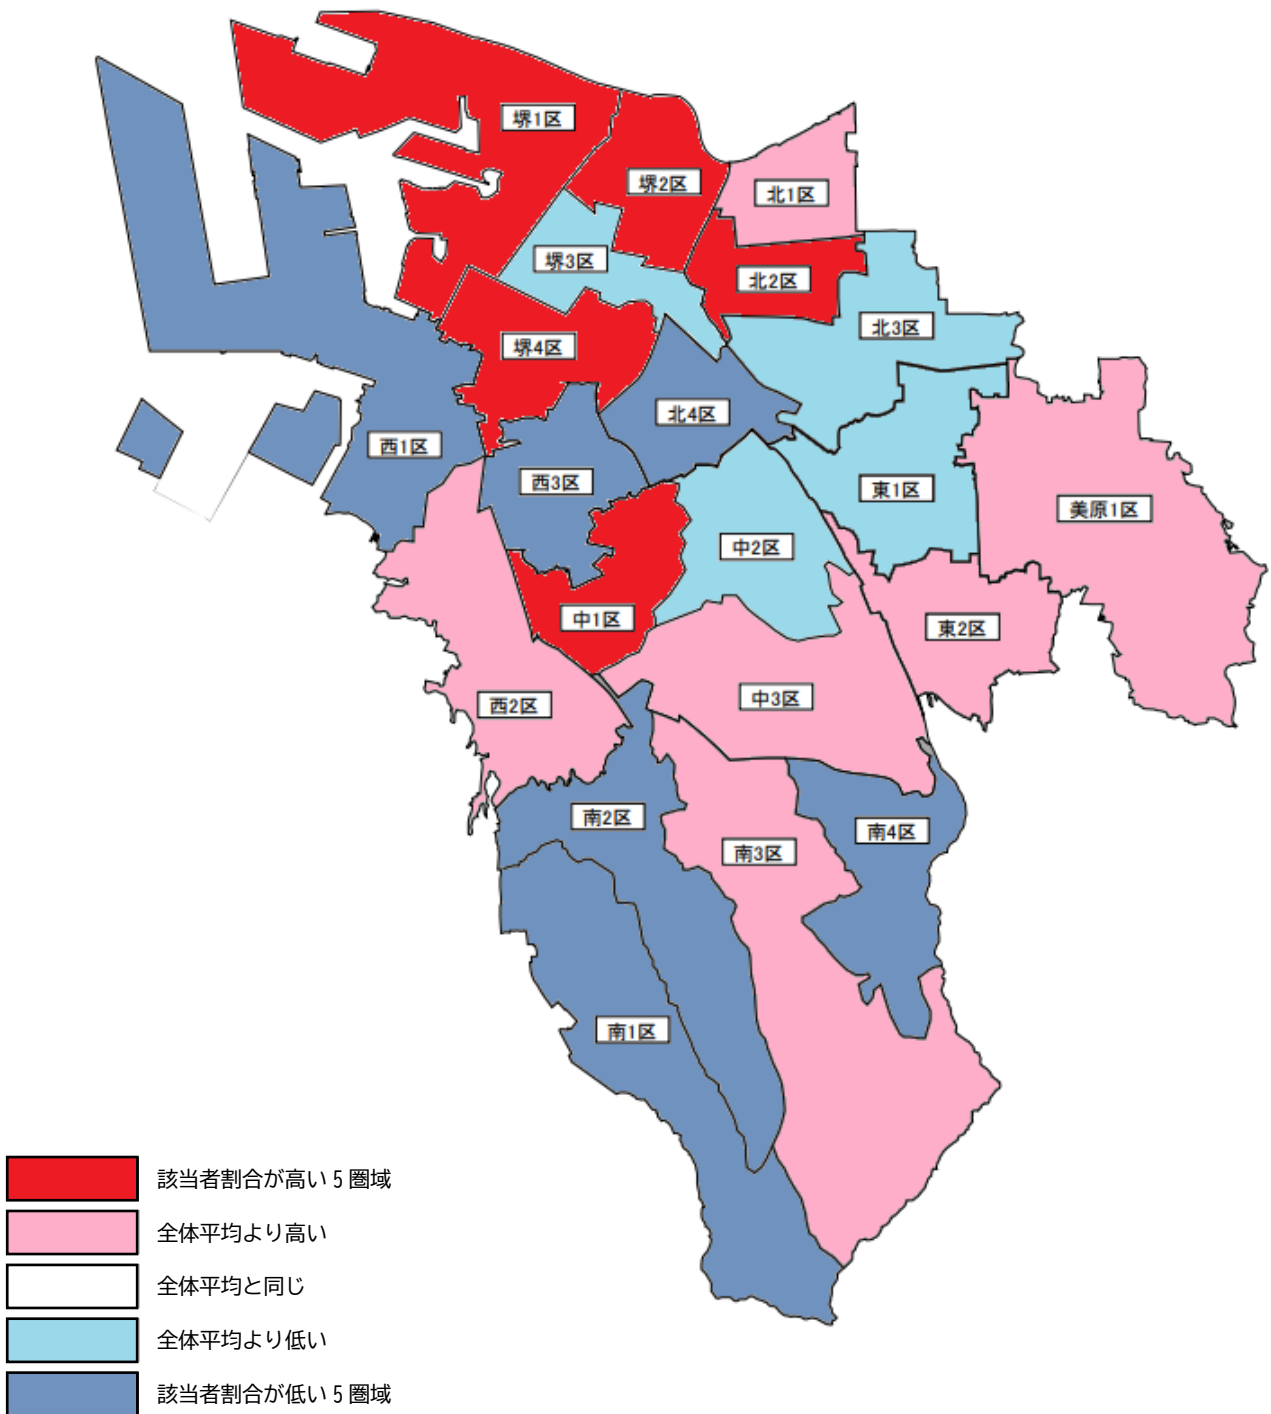 堺1区
堺2区
北1区
堺3区
北2区
北3区
堺4区
北4区
西1区
西3区
東1区
美原1区
中2区
中1区
東2区
中3区
西2区
南2区
南4区
南3区
南1区
該当者割合が高い5圏域
全体平均より高い
全体平均と同じ
全体平均より低い
該当者割合が低い5圏域